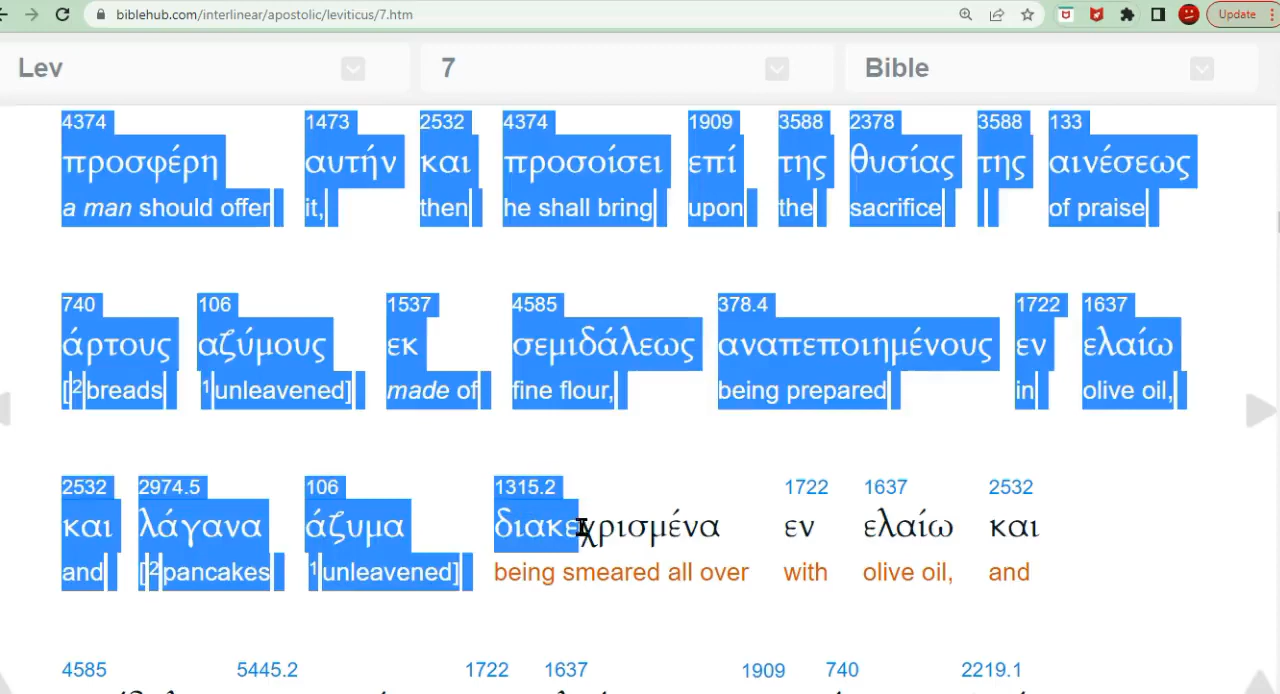 biblehub.com/interlinear/apostolic/leviticus/7.htm Update
Lev 7 Bible
4374 1473 2532 4374 1909 3588 2378 3588 133
προσφέρη αυτήν και προσοίσει επί της θυσίας της αινέσεως
a man should offer it, then he shall bring upon the sacrifice of praise
740 106 1537 4585 378.4 1722 1637
άρτους αζύμους εκ σεμιδάλεως αναπεποιημένους εν ελαίω
[2breads 1unleavened] made of fine flour, being prepared in olive oil,
2532 2974.5 106 1315.2 1722 1637 2532
και λάγανα άζυμα διακεχρισμένα εν ελαίω και
and [2pancakes 1unleavened] being smeared all over with olive oil, and
4585 5445.2 1722 1637 1909 740 2219.1